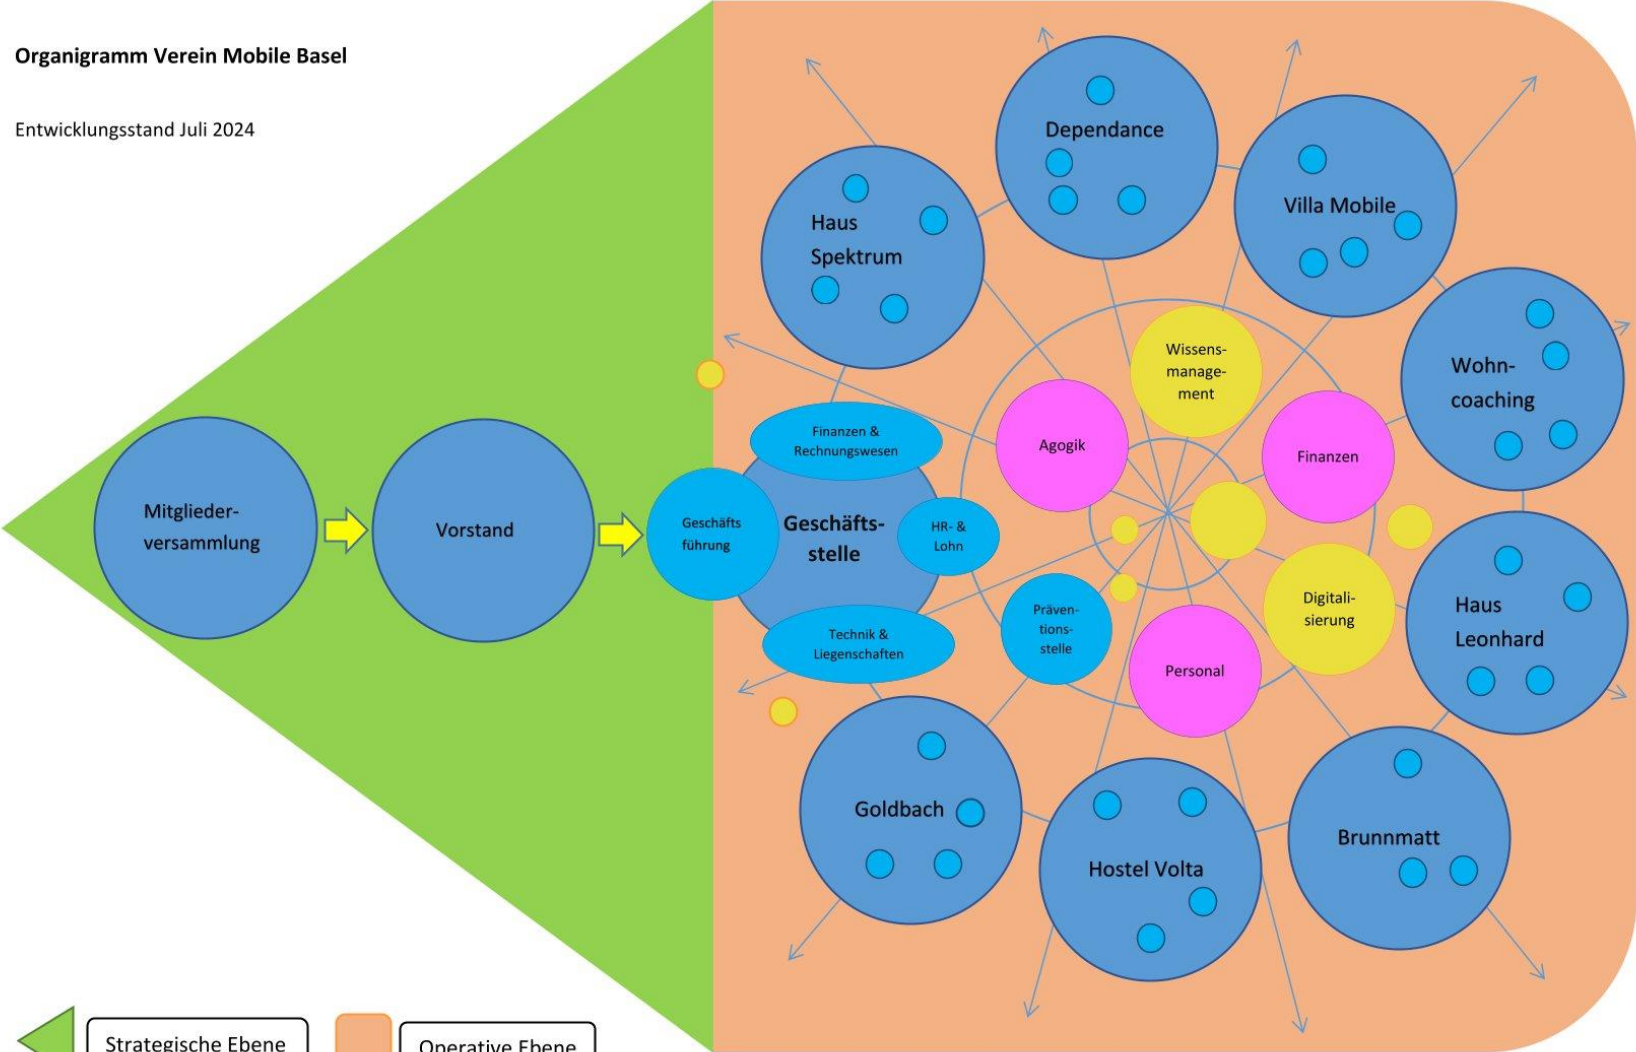 Organigramm Verein Mobile Basel
Entwicklungsstand Juli 2024
Mitglieder-
versammlung
Vorstand
Geschäfts
führung
Geschäfts-
stelle
Finanzen &
Rechnungswesen
HR- &
Lohn
Technik &
Liegenschaften
Haus
Spektrum
Dependance
Villa Mobile
Wohn-
coaching
Haus
Leonhard
Brunnmatt
Hostel Volta
Goldbach
Wissens-
manage-
ment
Agogik
Finanzen
Digitali-
sierung
Personal
Präven-
tions-
stelle
Strategische Ebene
Operative Ebene